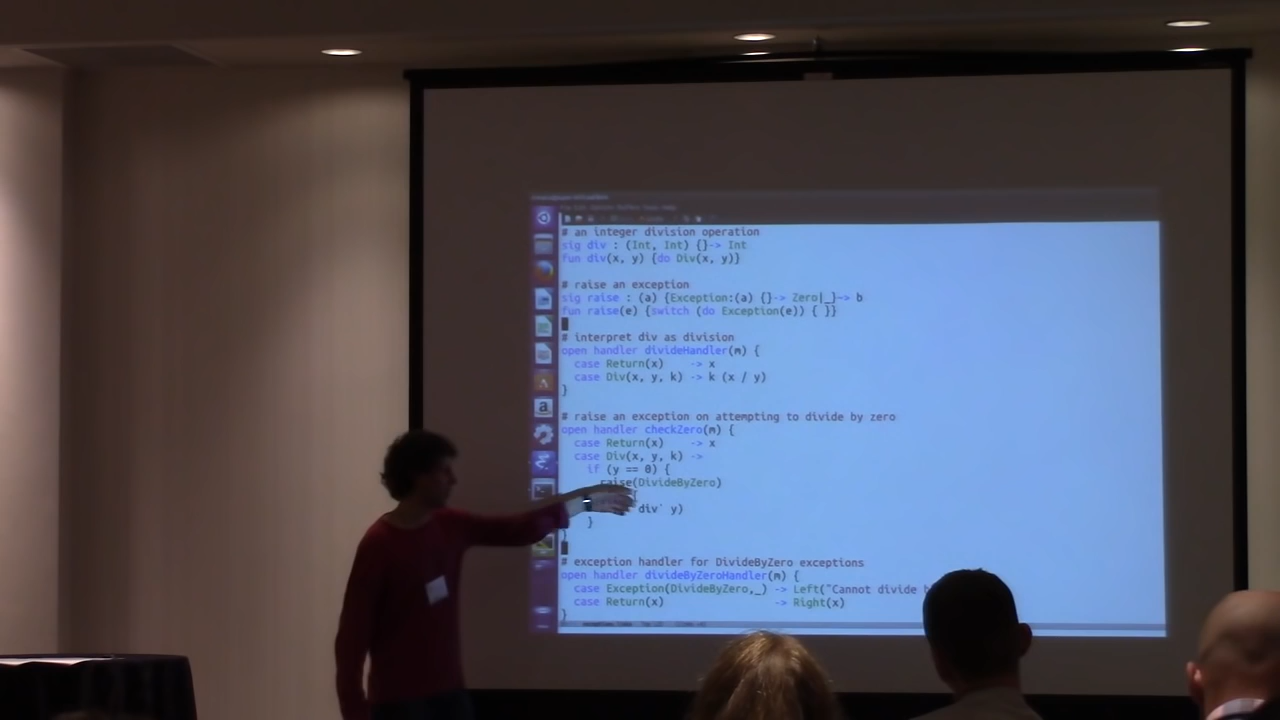 # an integer division operation
sig div : (Int, Int) {}-> Int
fun div(x, y) {do Div(x, y)}
# raise an exception
sig raise : (a) {Exception:(a) {}-> Zero|_}~> b
fun raise(e) {switch (do Exception(e)) { }}
# interpret div as division
open handler divideHandler(m) {
case Return(x) -> x
case Div(x, y, k) -> k (x / y)
}
# raise an exception on attempting to divide by zero
open handler checkZero(m) {
case Return(x) -> x
case Div(x, y, k) ->
if (y == 0) {
raise(DivideByZero)
div` y)
}
}
# exception handler for DivideByZero exceptions
open handler divideByZeroHandler(m) {
case Exception(DivideByZero,_) -> Left("Cannot divide
case Return(x) -> Right(x)
}